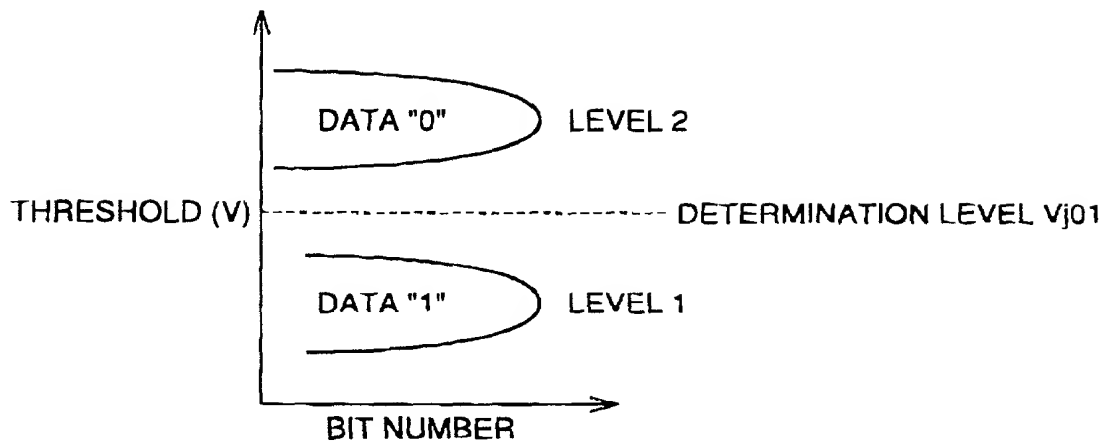 DATA "0"
LEVEL 2
THRESHOLD (V)
DETERMINATION LEVEL Vj01
DATA "1"
LEVEL 1
BIT NUMBER